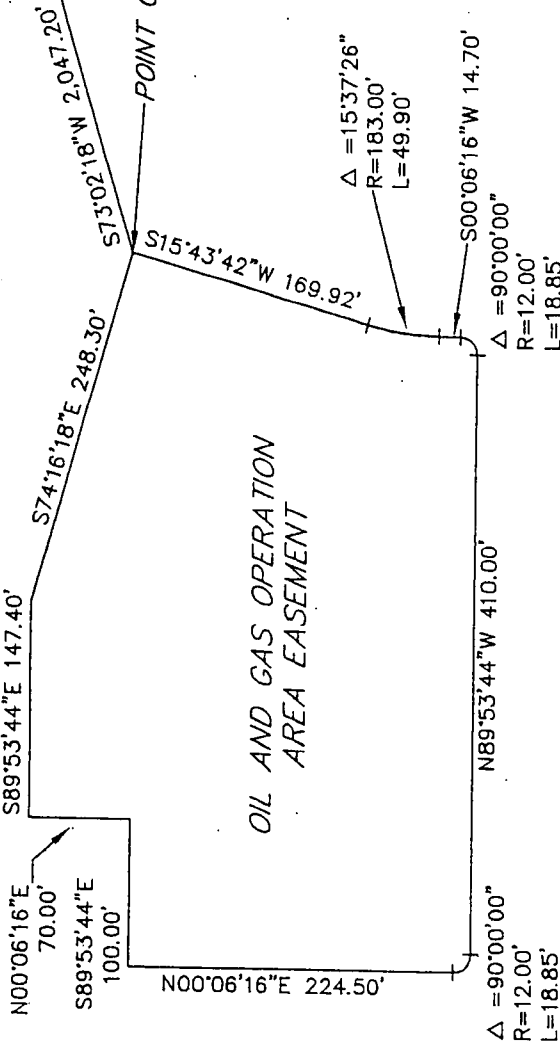 S73°02'18"W 2,047.20'
POINT
S74°16'18"E 248.30'
S89°53'44"E 147.40'
N00°06'16"E
70.00'
S89°53'44"E
100.00'
S15°43'42"W 169.92'
Δ =15°37'26"
R=183.00'
L=49.90'
S00°06'16"W 14.70'
Δ =90°00'00"
R=12.00'
L=18.85'
OIL AND GAS OPERATION
AREA EASEMENT
N89°53'44"W 410.00'
N00°06'16"E 224.50'
Δ =90°00'00"
R=12.00'
L=18.85'